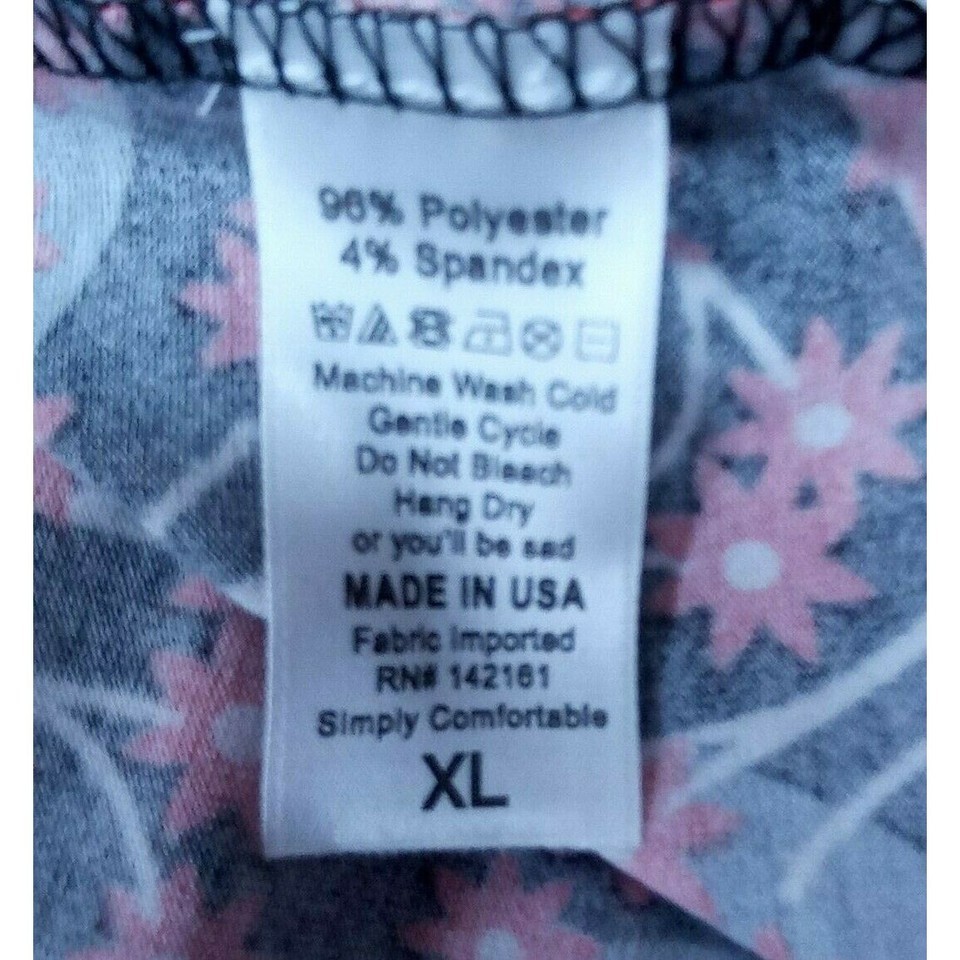 96% Polyester
4% Spandex
Machine Wash Cold
Gentle Cycle
Do Not Bleach
Hang Dry
or you'll be sad
MADE IN USA
Fabric Imported
RN# 142161
Simply Comfortable
XL